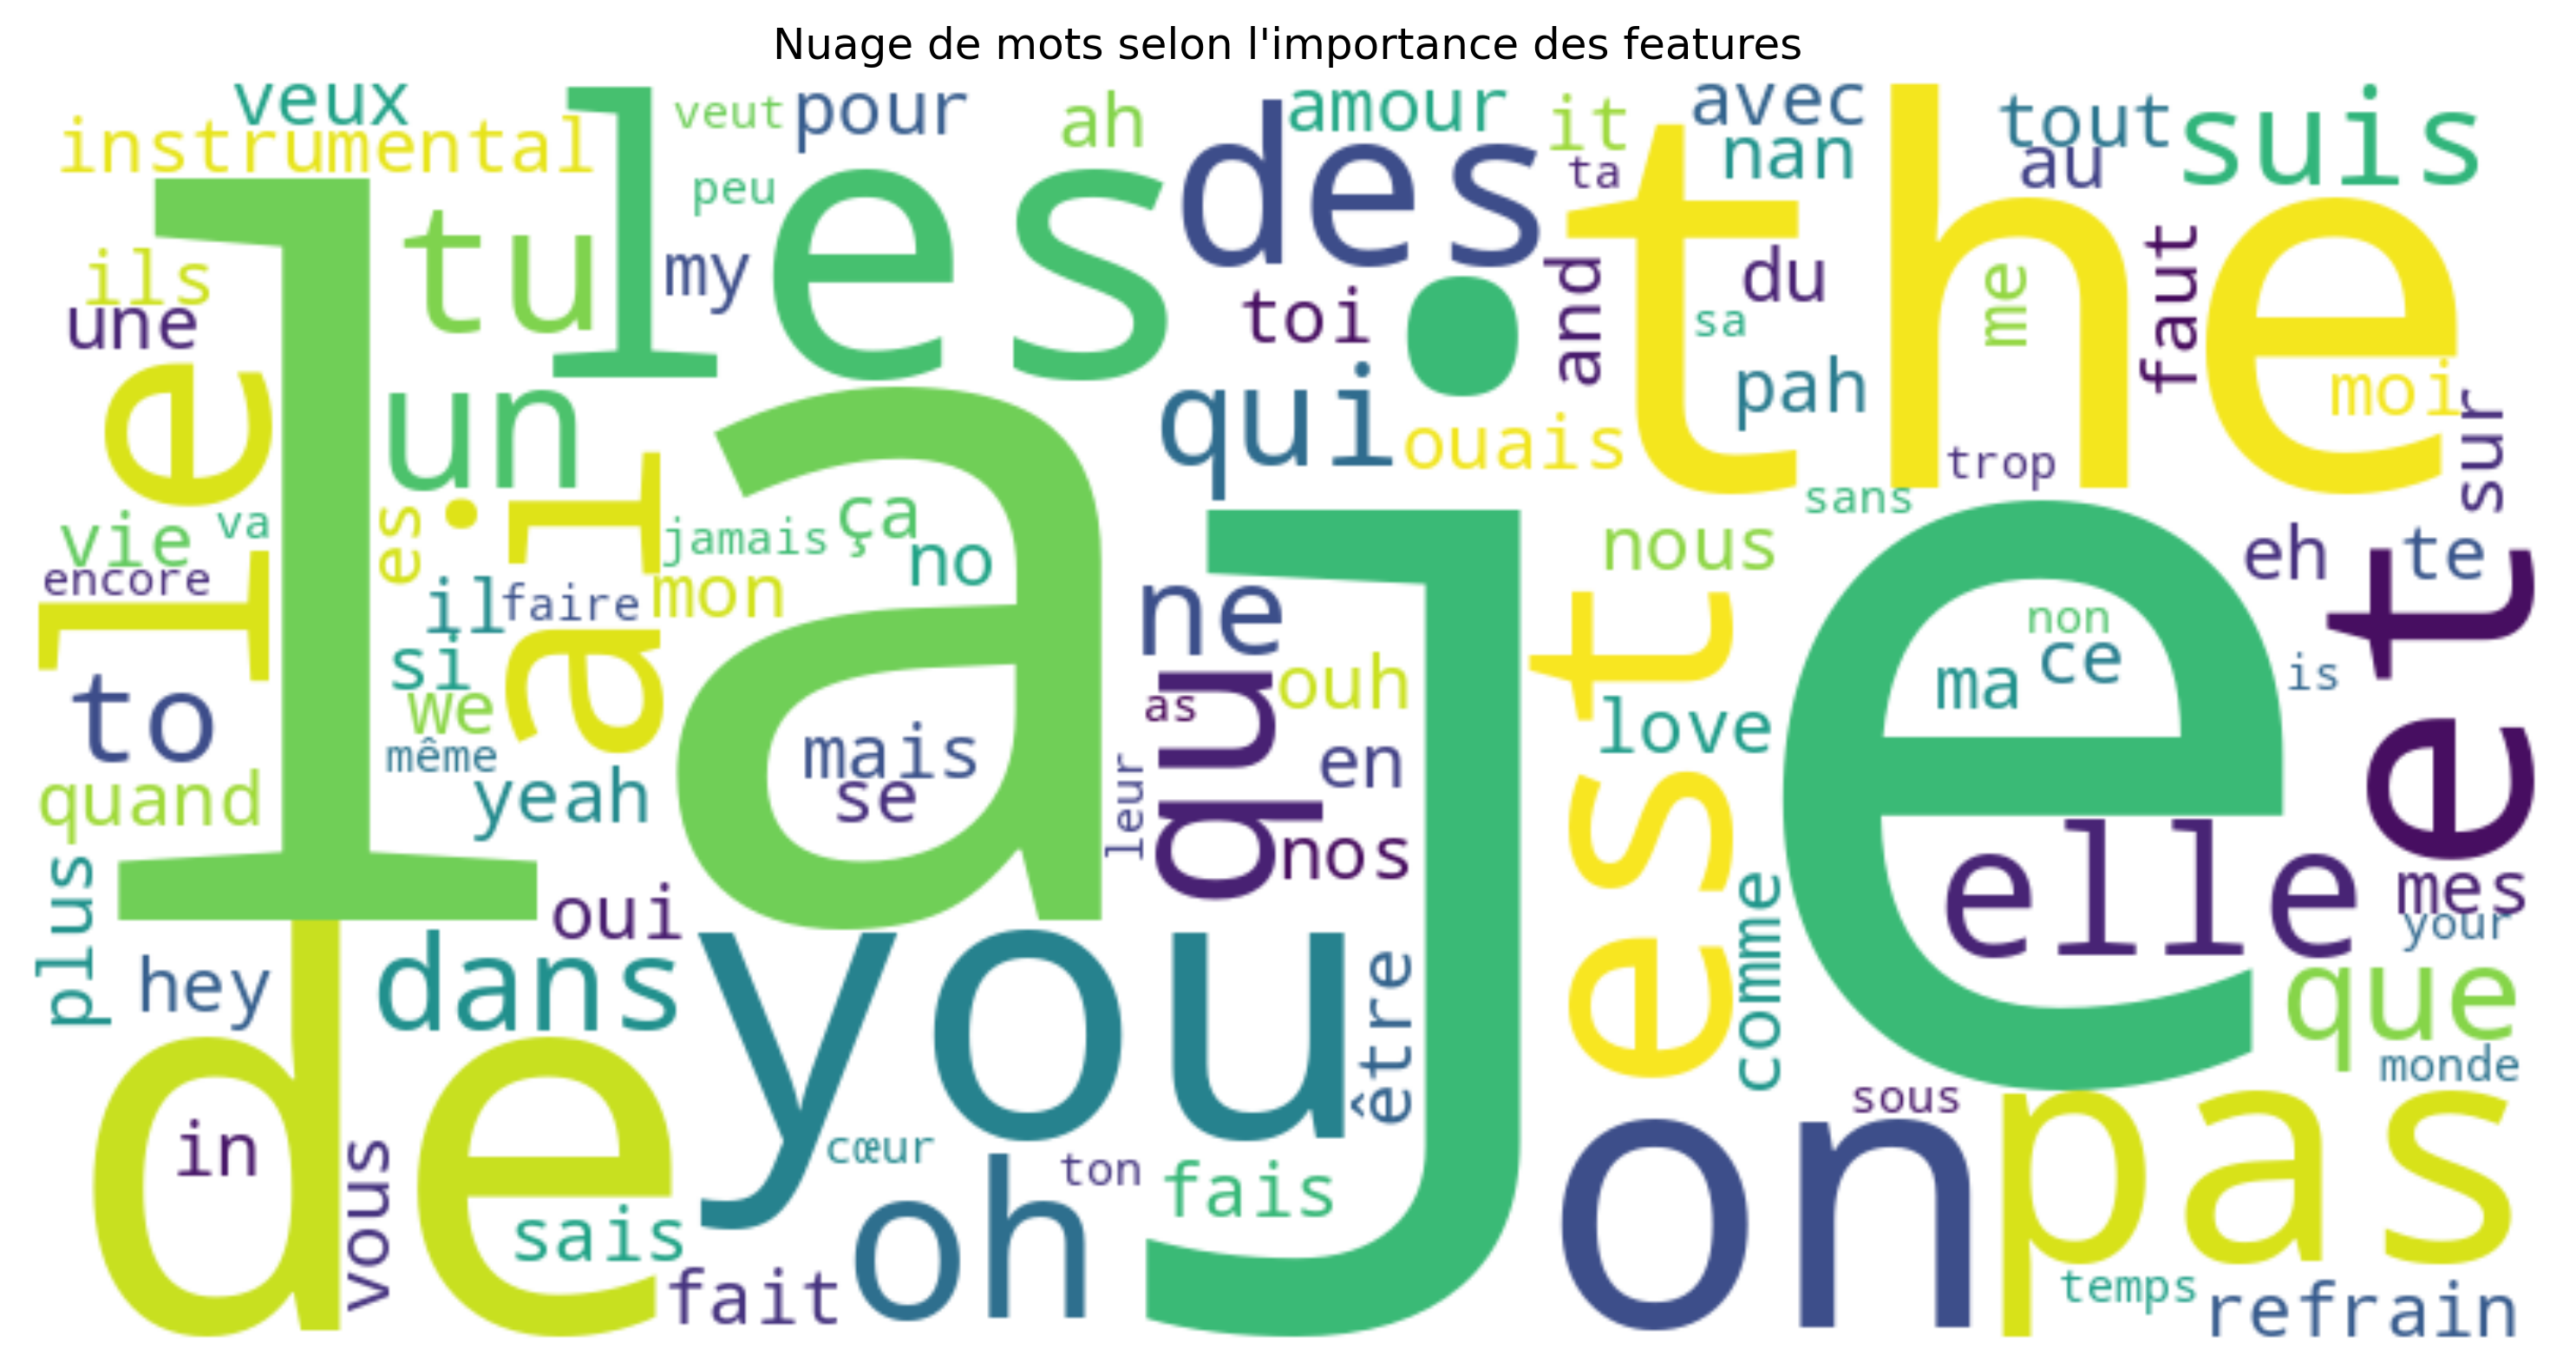 Nuage de mots selon l'importance des features
veux
instrumental
les
veut
pour
peu
my
ah
des
amour
it
ta
avec
nan
the
tout
au
suis
ils
une
tu
toi
and
du
sa
me
faut
pah
moi
sur
le
la
un
qui
ouais
trop
sans
vie
va
encore
es
ai
jamais
ça
no
il
faire
mon
si
we
même
yeah
mais
se
to
quand
je
ne
ouh
as
qu
en
leur
nos
nous
est
love
comme
non
ma
ce
eh
te
is
et
elle
mes
your
plus
oui
hey
dans
you
être
que
monde
de
in
vous
sais
fait
cœur
oh
ton
fais
on
sous
pas
temps
refrain